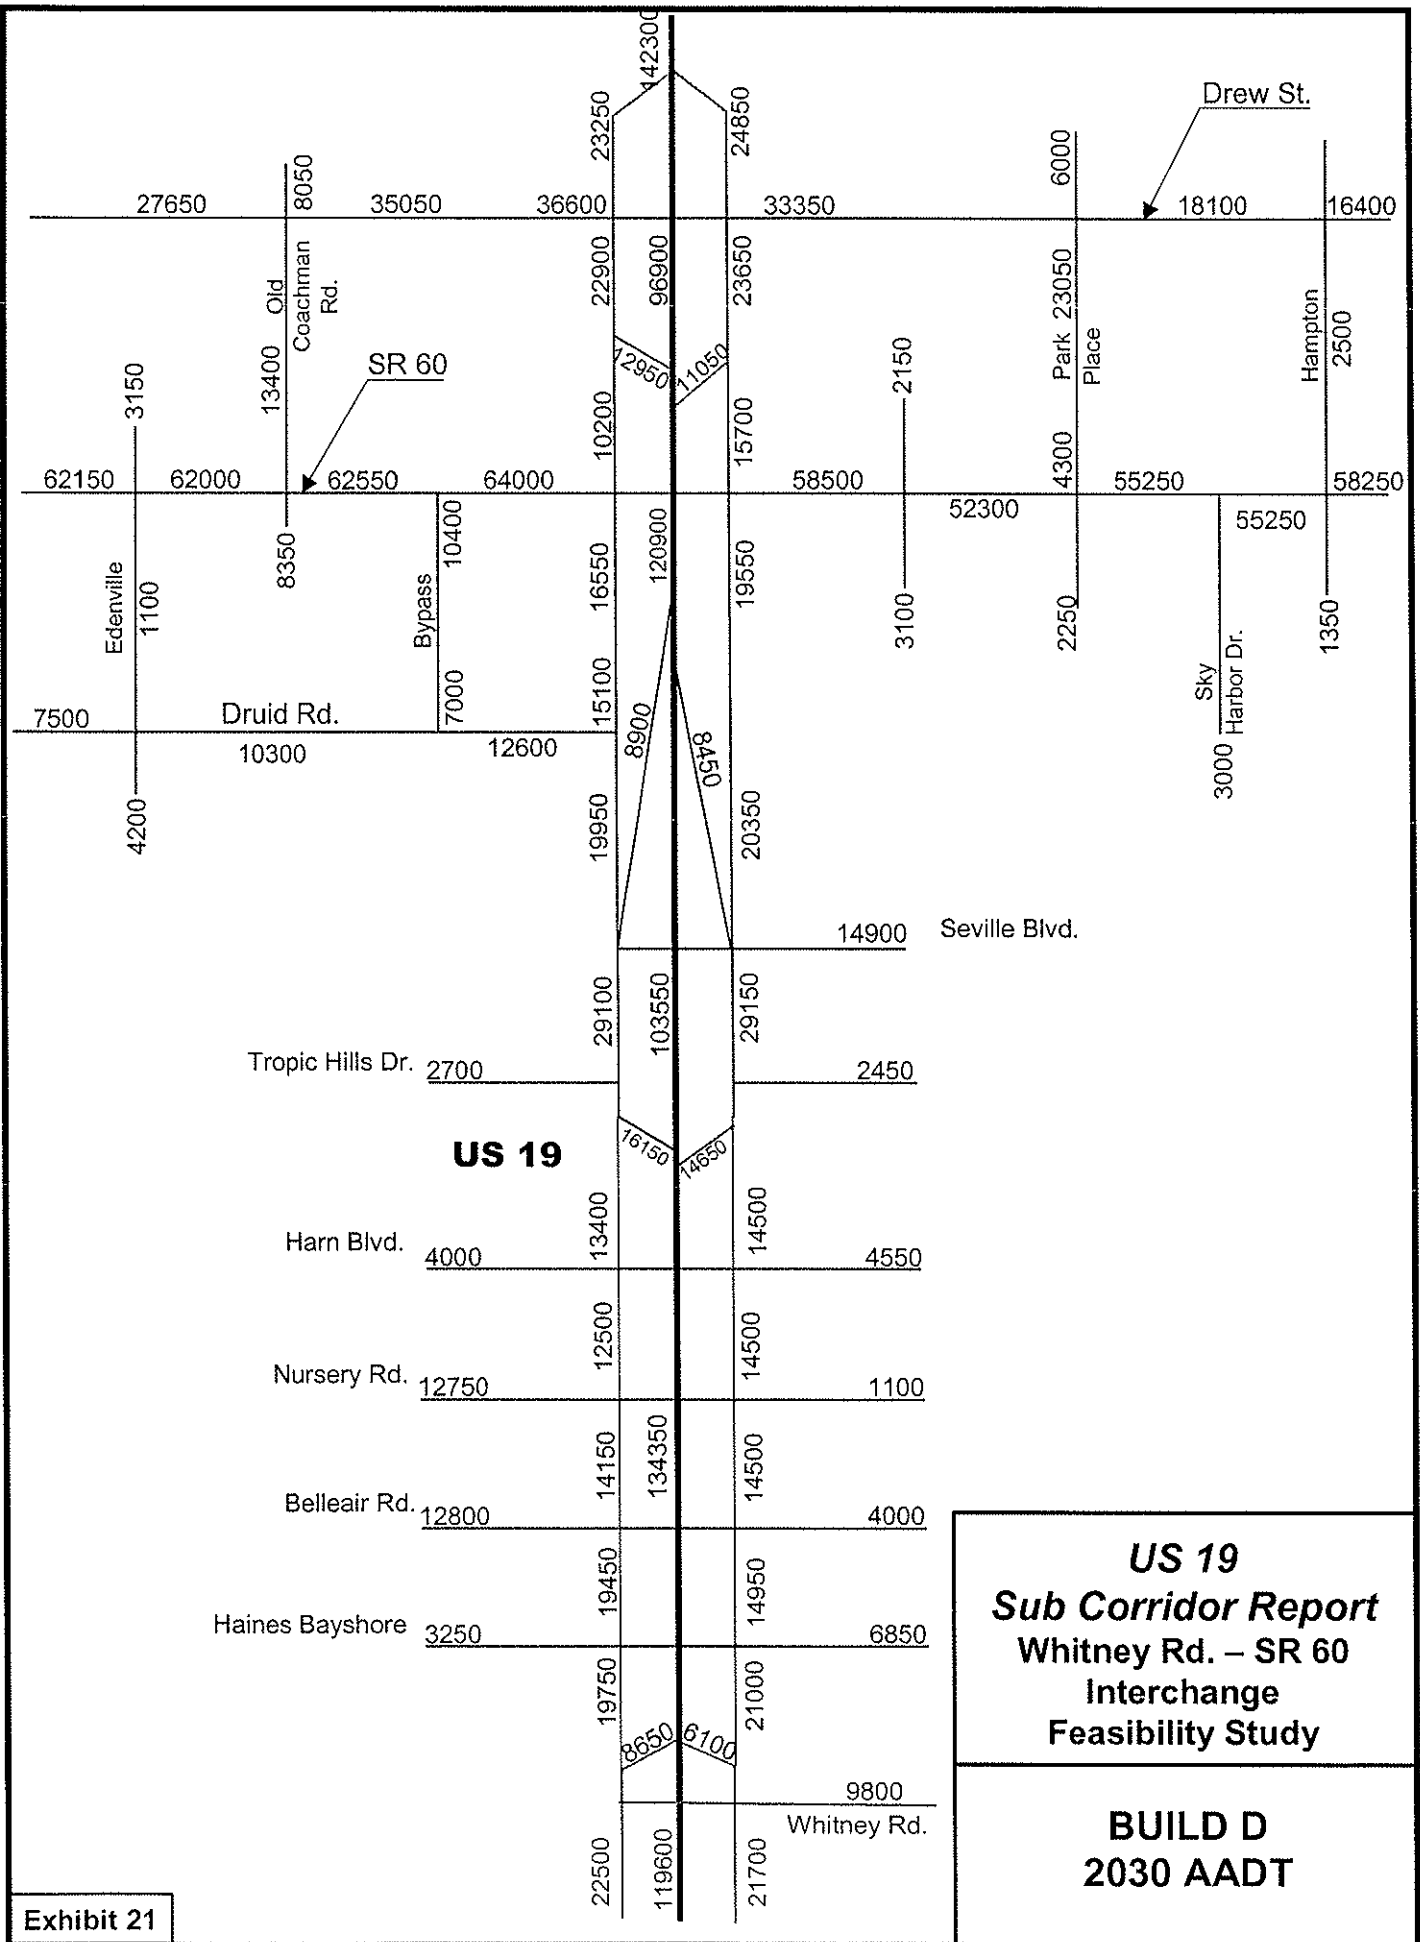 142300
23250
24850
Drew St.
8050
6000
27650
35050
36600
33350
18100
16400
Old
Coachman
Rd.
22900
96900
23650
Park
Place
23050
Hampton
2500
13400
SR 60
3150
12950
11050
2150
10200
15700
4300
62150
62000
62550
64000
58500
52300
55250
55250
58250
Edenville
1100
8350
Bypass
10400
16550
120900
19550
3100
2250
1350
Sky
Harbor Dr.
3000
7500
Druid Rd.
10300
7000
12600
15100
8900
8450
4200
19950
20350
14900
Seville Blvd.
29100
103550
29150
Tropic Hills Dr.
2700
2450
US 19
16150
14650
13400
14500
Harn Blvd.
4000
4550
12500
14500
Nursery Rd.
12750
1100
14150
134350
14500
Belleair Rd.
12800
4000
19450
14950
Haines Bayshore
3250
6850
19750
21000
8650
6100
9800
Whitney Rd.
22500
119600
21700
US 19
Sub Corridor Report
Whitney Rd. – SR 60
Interchange
Feasibility Study
BUILD D
2030 AADT
Exhibit 21